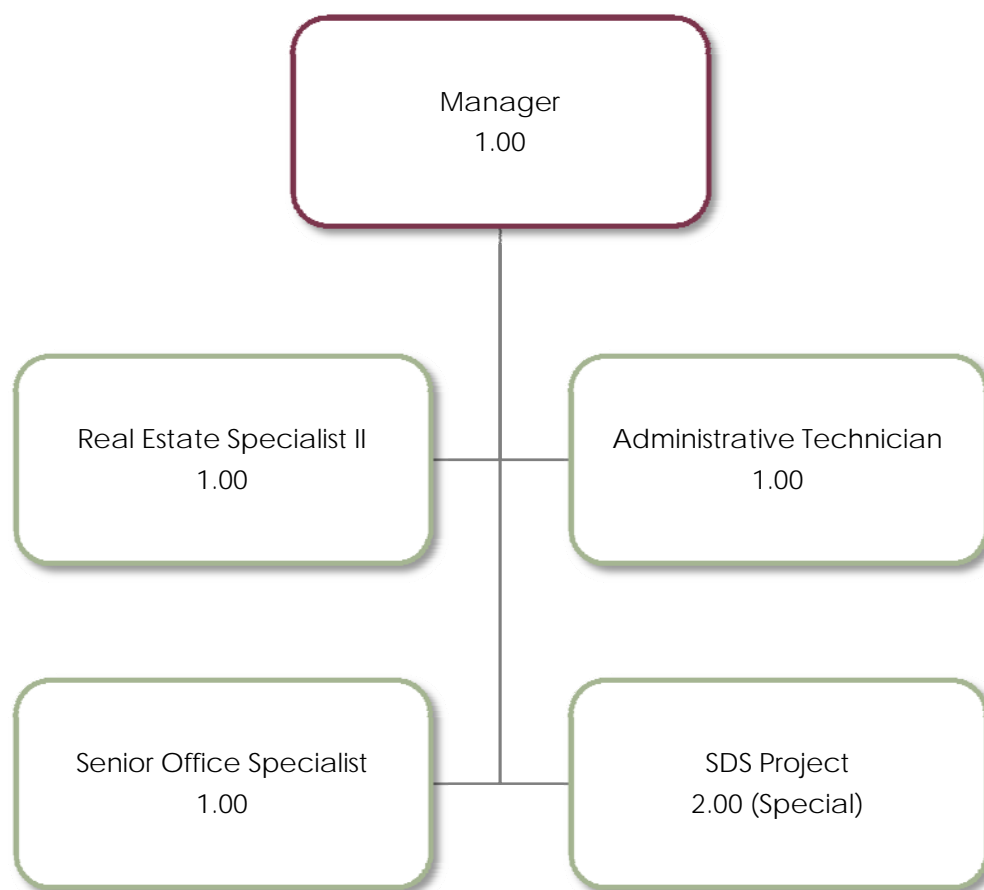 Manager
1.00
Real Estate Specialist II
1.00
Administrative Technician
1.00
Senior Office Specialist
1.00
SDS Project
2.00 (Special)